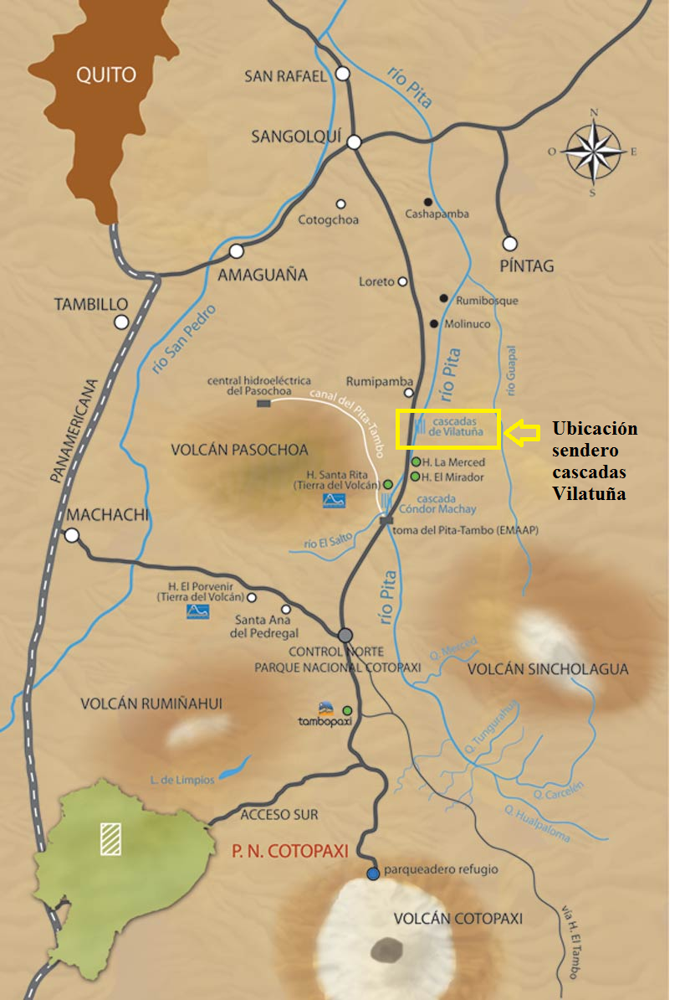 QUITO
SAN RAFAEL
río Pita
SANGOLQUÍ
N
O
E
S
Cotogchoa
Cashapamba
PÍNTAG
AMAGUAÑA
Loreto
TAMBILLO
Rumibosque
Molinuco
río San Pedro
río Pita
río Guapal
central hidroeléctrica
del Pasochoa
canal del Pita-Tambo
Rumipamba
PANAMERICANA
cascadas
de Vilatuña
Ubicación
sendero
cascadas
Vilatuña
VOLCÁN PASOCHOA
H. La Merced
H. El Mirador
H. Santa Rita
(Tierra del Volcán)
cascada
Cóndor Machay
MACHACHI
toma del Pita-Tambo (EMAAP)
río El Salto
H. El Porvenir
(Tierra del Volcán)
río Pita
Santa Ana
del Pedregal
CONTROL NORTE
PARQUE NACIONAL COTOPAXI
Q. Merced
VOLCÁN SINCHOLAGUA
VOLCÁN RUMIÑAHUI
tambopaxi
Q. Tungurahua
L. de Limpios
Q. Carcelén
Q. Hualpaloma
ACCESO SUR
P. N. COTOPAXI
parqueadero refugio
VOLCÁN COTOPAXI
vía H. El Tambo